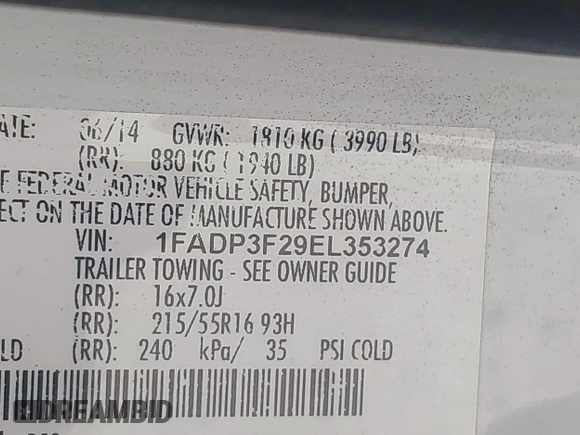 ATE: 06/14 GVWR: 1810 KG ( 3990 LB)
(RR): 880 KG ( 1940 LB)
FEDERAL MOTOR VEHICLE SAFETY, BUMPER,
ECT ON THE DATE OF MANUFACTURE SHOWN ABOVE.
VIN: 1FADP3F29EL353274
TRAILER TOWING - SEE OWNER GUIDE
(RR): 16x7.0J
(RR): 215/55R16 93H
LD (RR): 240 kPa/ 35 PSI COLD
DREAMBID